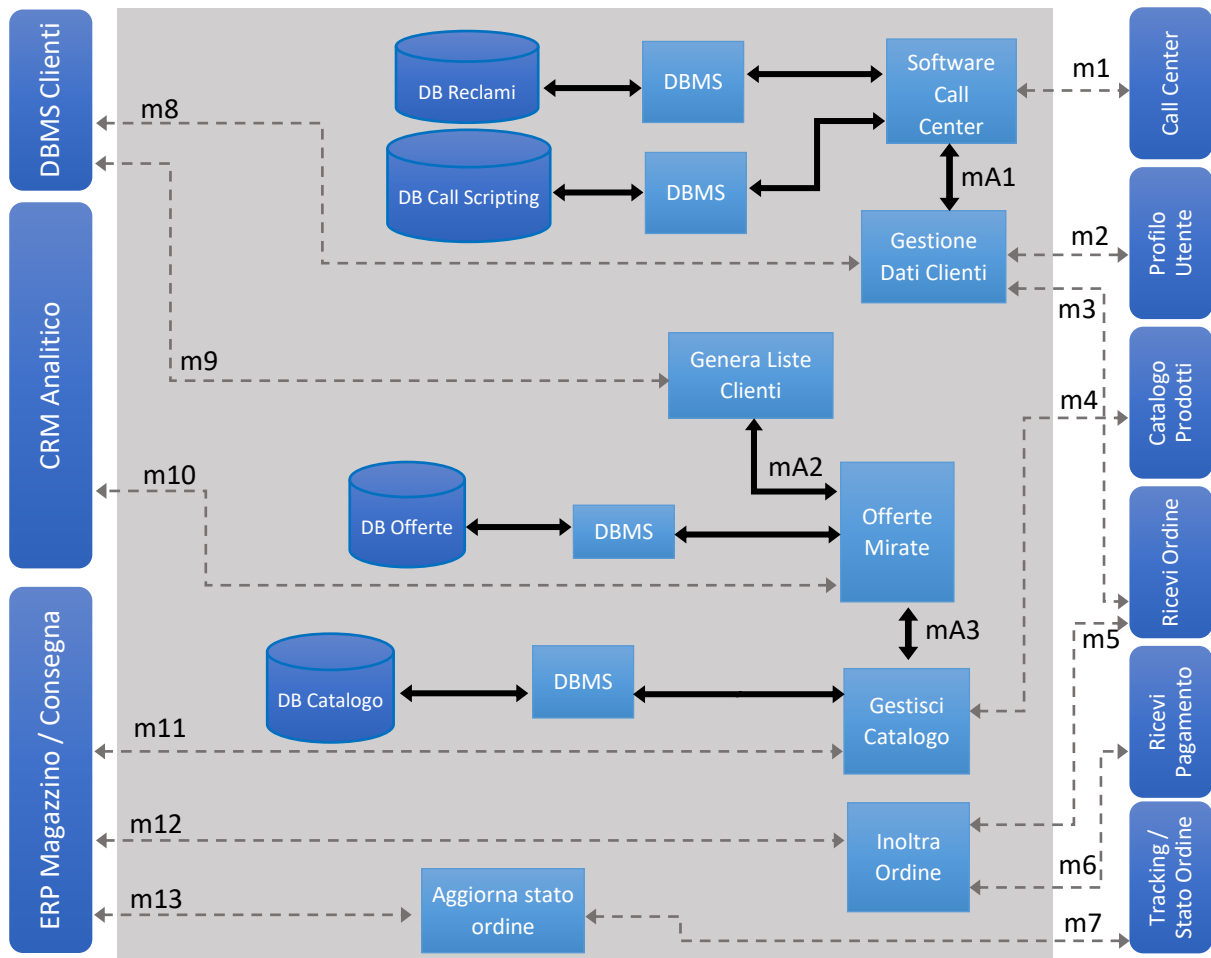 DBMS Clienti
CRM Analitico
ERP Magazzino / Consegna
m8
m9
m10
m11
m12
m13
DB Reclami
DBMS
Software
Call
Center
DB Call Scripting
DBMS
mA1
Gestione
Dati Clienti
Genera Liste
Clienti
mA2
DB Offerte
DBMS
Offerte
Mirate
mA3
DB Catalogo
DBMS
Gestisci
Catalogo
Inoltra
Ordine
Aggiorna stato
ordine
m1
m2
m3
m4
m5
m6
m7
Call Center
Profilo
Utente
Catalogo
Prodotti
Ricevi Ordine
Ricevi
Pagamento
Tracking /
Stato Ordine